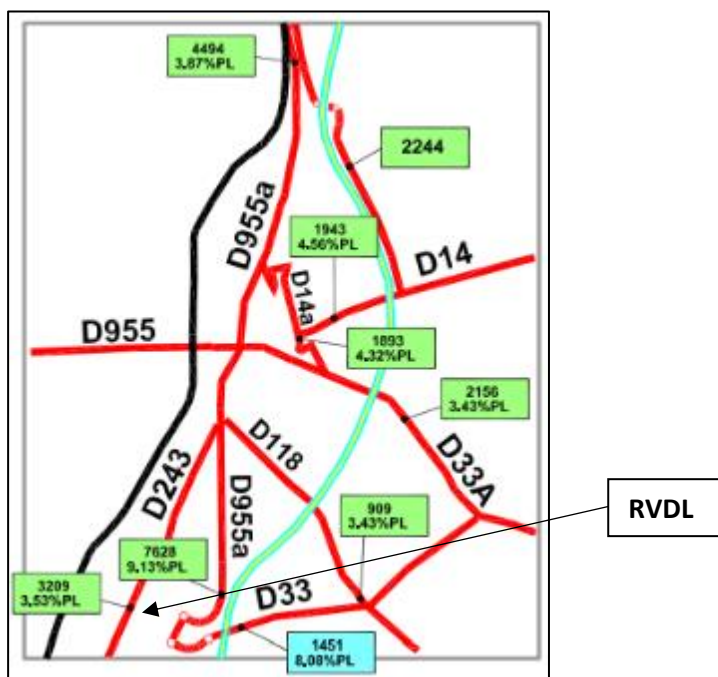 4494
3.87%PL
2244
D955a
1943
4.56%PL
D14
D14a
D955
1893
4.32%PL
2156
3.43%PL
D118
D33A
D243
D955a
909
3.43%PL
RVDL
7628
9.13%PL
3209
3.53%PL
D33
1451
8.08%PL